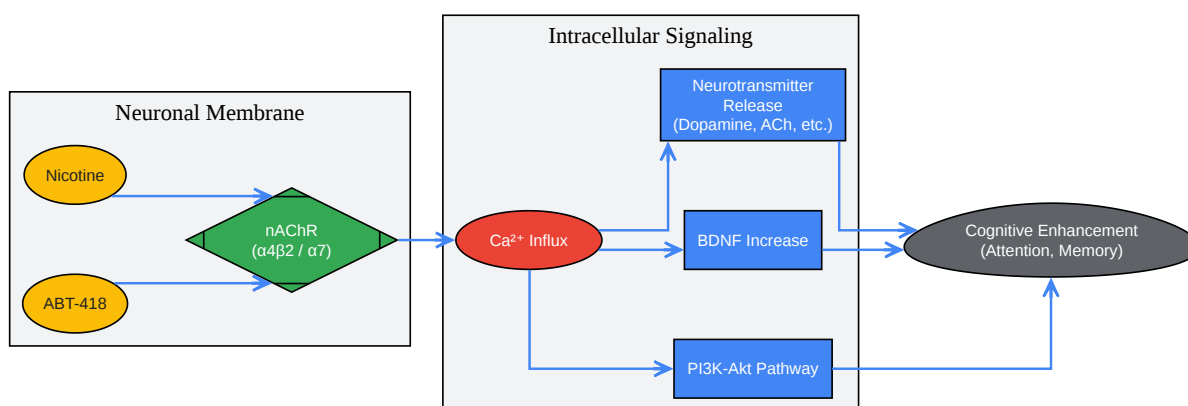 Neuronal Membrane
Nicotine
ABT-418
nAChR
(α4β2 / α7)
Intracellular Signaling
Ca²⁺ Influx
Neurotransmitter
Release
(Dopamine, ACh, etc.)
BDNF Increase
PI3K-Akt Pathway
Cognitive Enhancement
(Attention, Memory)